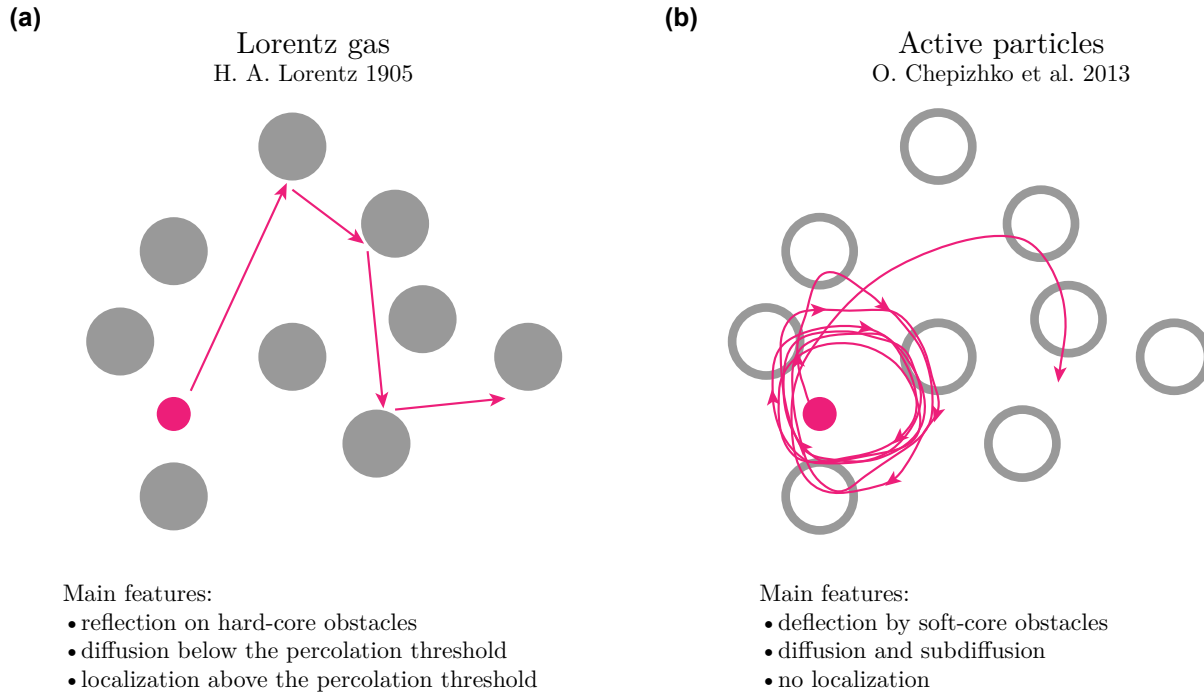 (a)
Lorentz gas
H. A. Lorentz 1905
Main features:
• reflection on hard-core obstacles
• diffusion below the percolation threshold
• localization above the percolation threshold
(b)
Active particles
O. Chepizhko et al. 2013
Main features:
• deflection by soft-core obstacles
• diffusion and subdiffusion
• no localization